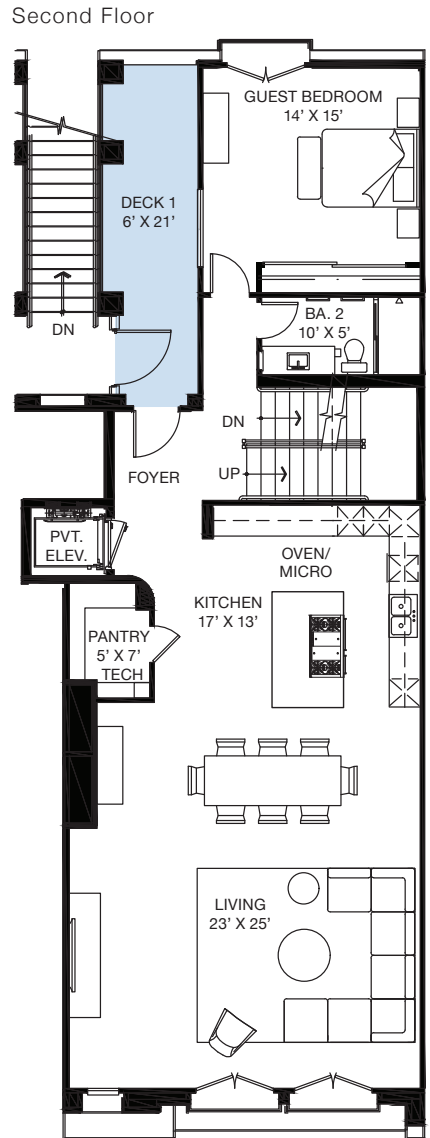 Second Floor
GUEST BEDROOM
14’ X 15’
DECK 1
6’ X 21’
DN
BA. 2
10’ X 5’
DN
UP
FOYER
PVT.
ELEV.
OVEN/
MICRO
KITCHEN
17’ X 13’
PANTRY
5’ X 7’
TECH
LIVING
23’ X 25’